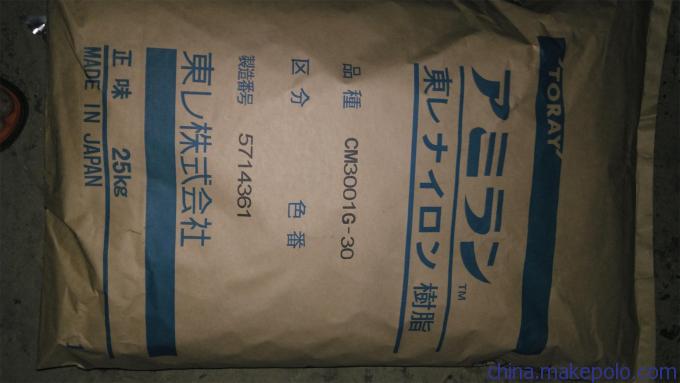 TORAY
アミラン™
東レナイロン樹脂
品種 CM3001G-30
区分 色番
製造番号 5714361
東レ株式会社
正味 25kg
MADE IN JAPAN
china.makepolo.com